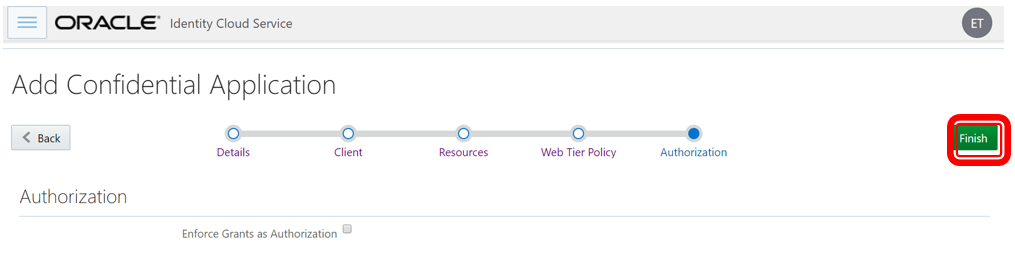 ORACLE® Identity Cloud Service
ET
Add Confidential Application
Back
Finish
Details
Client
Resources
Web Tier Policy
Authorization
Authorization
Enforce Grants as Authorization